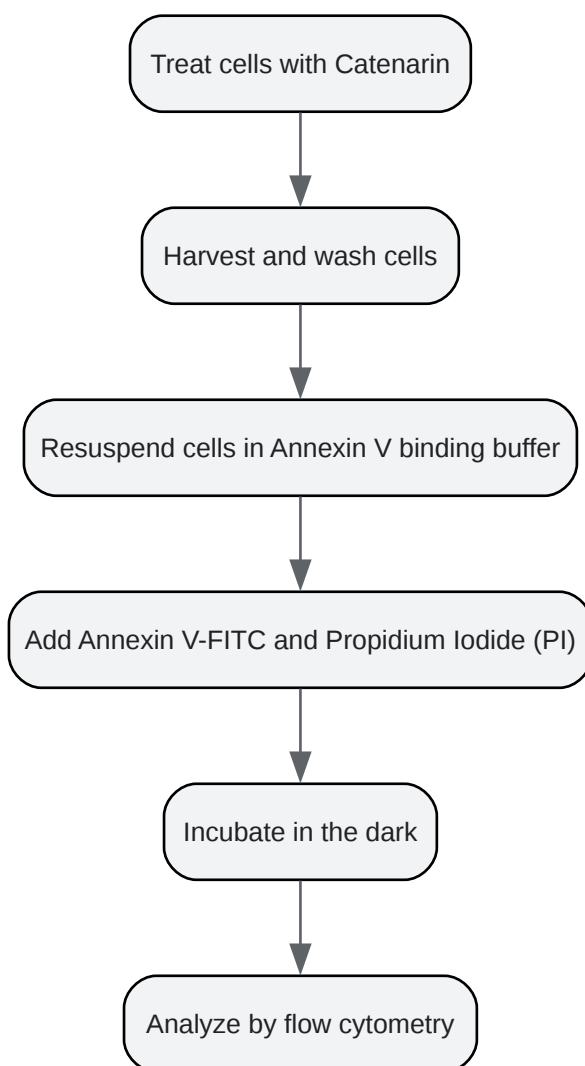 Treat cells with Catenarin
Harvest and wash cells
Resuspend cells in Annexin V binding buffer
Add Annexin V-FITC and Propidium Iodide (PI)
Incubate in the dark
Analyze by flow cytometry